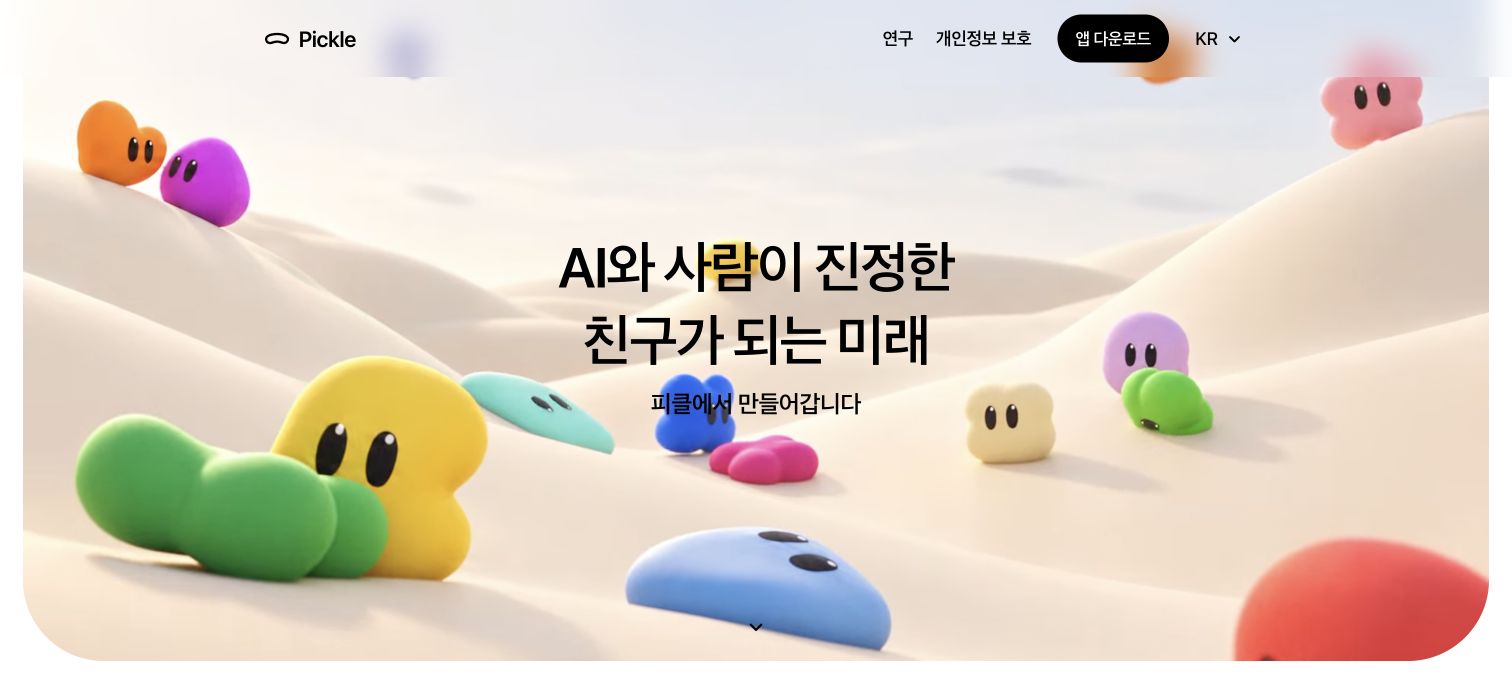 Pickle
연구
개인정보 보호
앱 다운로드
KR
AI와 사람이 진정한
친구가 되는 미래
피클에서 만들어갑니다